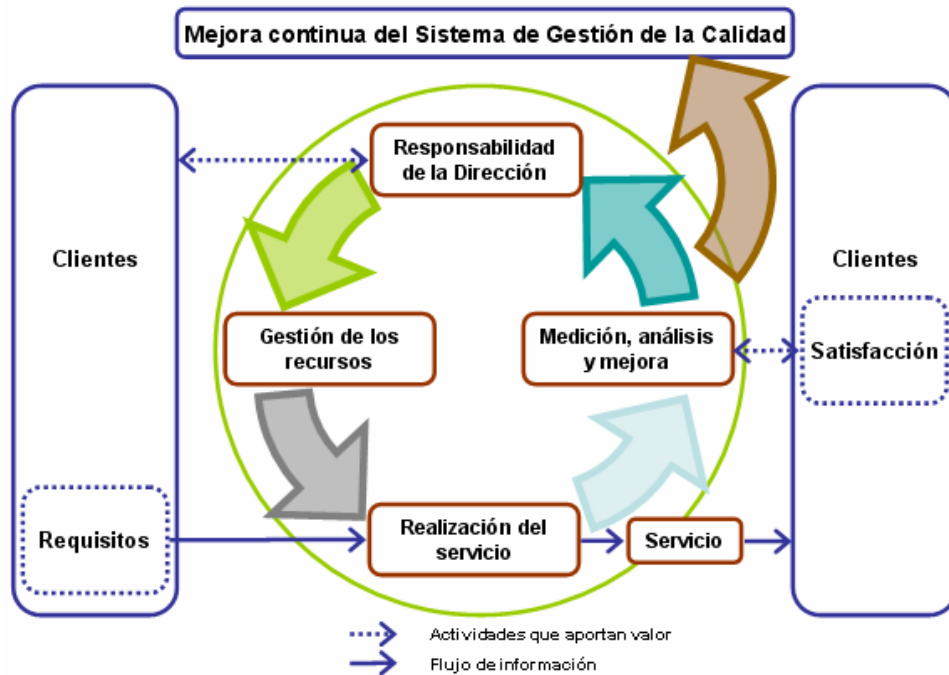 Mejora continua del Sistema de Gestión de la Calidad
Responsabilidad
de la Dirección
Clientes
Clientes
Gestión de los
recursos
Medición, análisis
y mejora
Satisfacción
Requisitos
Realización del
servicio
Servicio
Actividades que aportan valor
Flujo de información